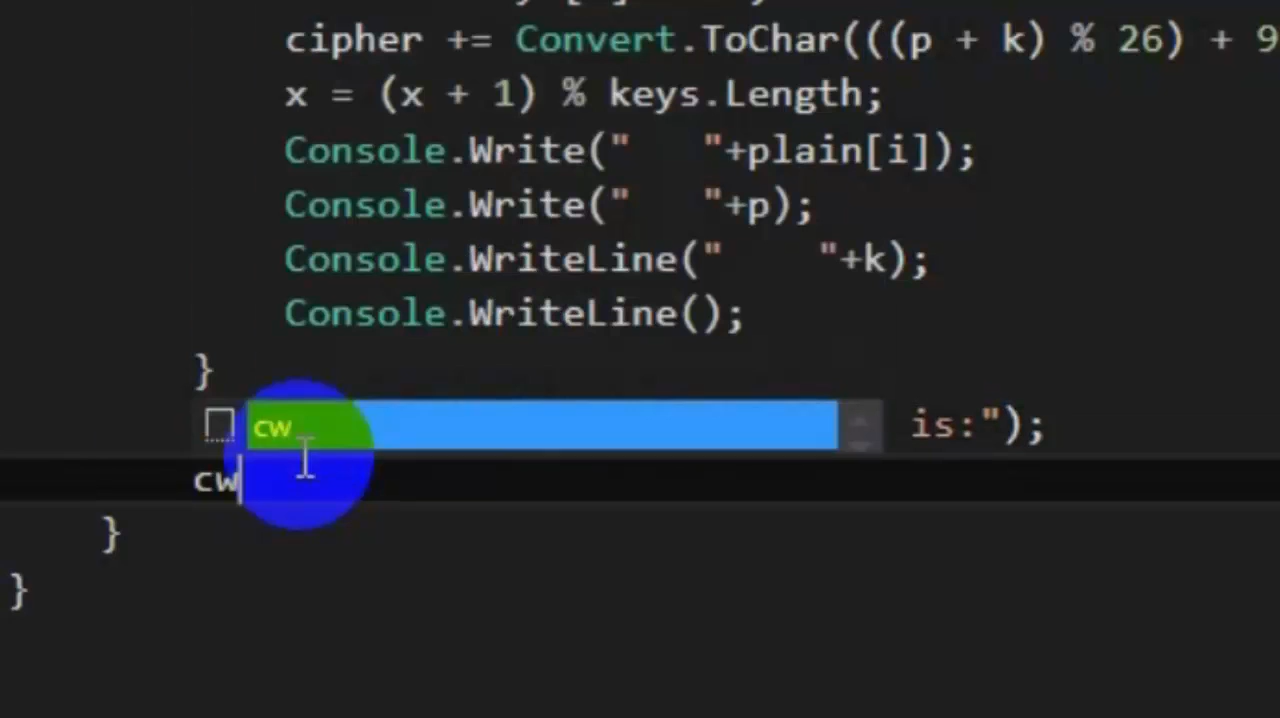 cipher += Convert.ToChar(((p + k) % 26) + 9
x = (x + 1) % keys.Length;
Console.Write("   "+plain[i]);
Console.Write("   "+p);
Console.WriteLine("    "+k);
Console.WriteLine();
}
cw is:");
cw
}
}